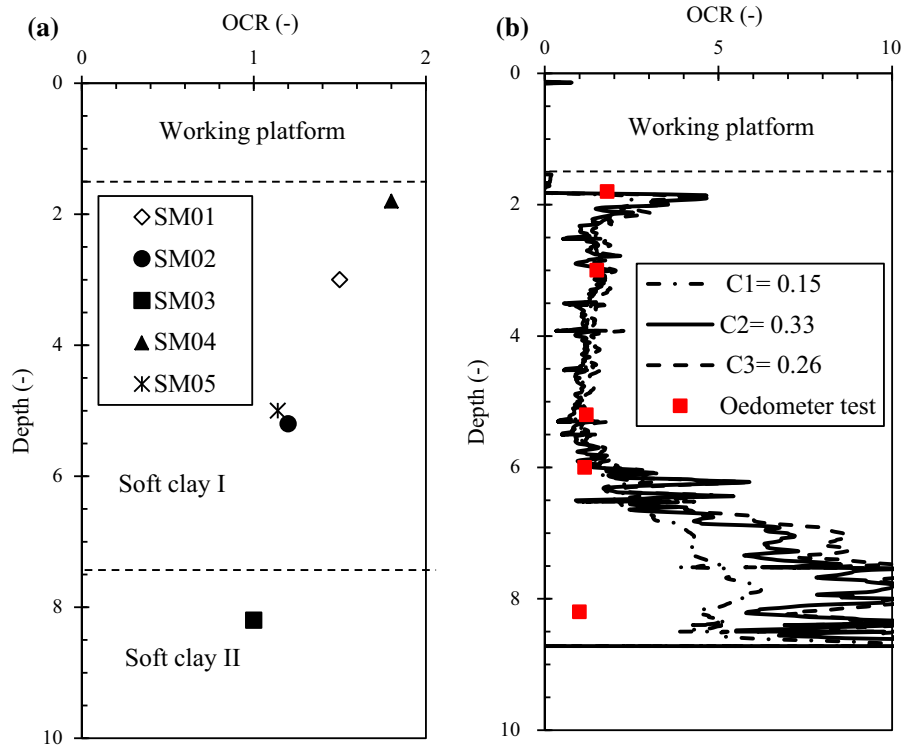 (a)
OCR (-)
0 1 2
0
2
4
6
8
10
Depth (-)
Working platform
SM01
SM02
SM03
SM04
SM05
Soft clay I
Soft clay II
(b)
OCR (-)
0 5 10
0
2
4
6
8
10
Depth (-)
Working platform
C1= 0.15
C2= 0.33
C3= 0.26
Oedometer test